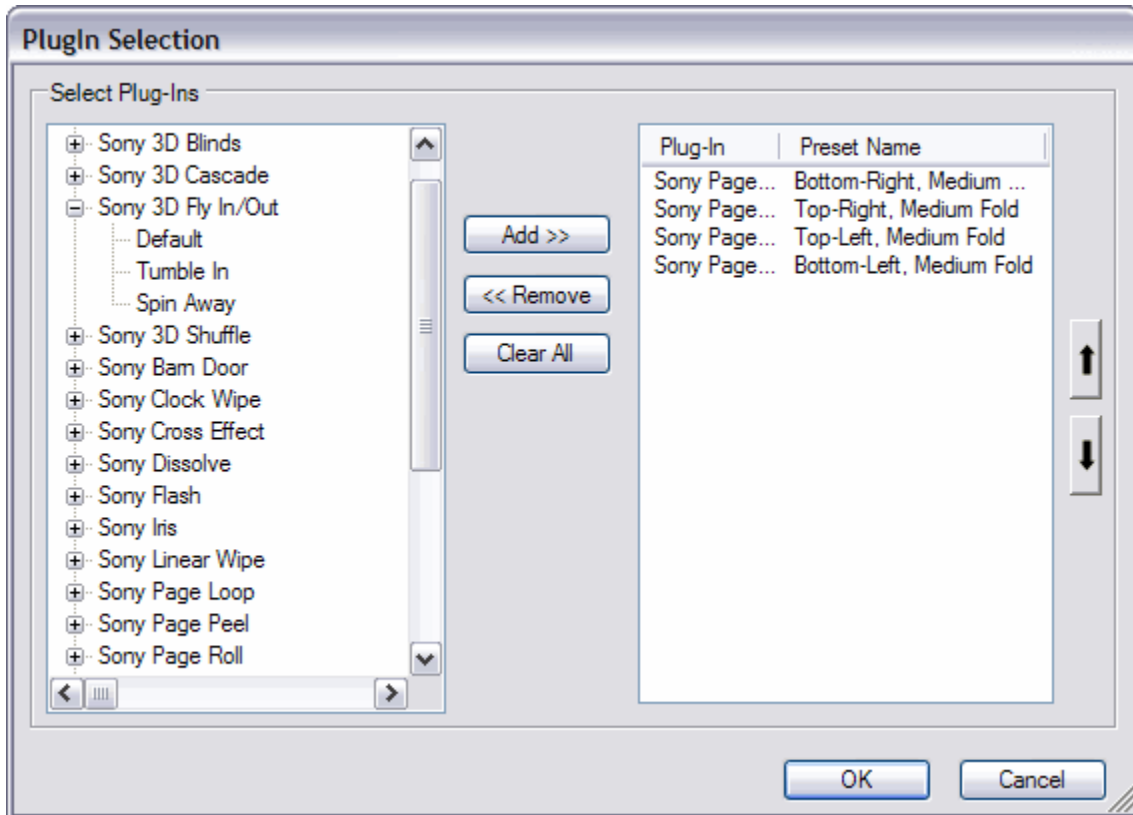 PlugIn Selection
Select Plug-Ins
Sony 3D Blinds
Sony 3D Cascade
Sony 3D Fly In/Out
Default
Tumble In
Spin Away
Sony 3D Shuffle
Sony Barn Door
Sony Clock Wipe
Sony Cross Effect
Sony Dissolve
Sony Flash
Sony Iris
Sony Linear Wipe
Sony Page Loop
Sony Page Peel
Sony Page Roll
Add >>
<< Remove
Clear All
Plug-In Preset Name
Sony Page... Bottom-Right, Medium ...
Sony Page... Top-Right, Medium Fold
Sony Page... Top-Left, Medium Fold
Sony Page... Bottom-Left, Medium Fold
OK Cancel